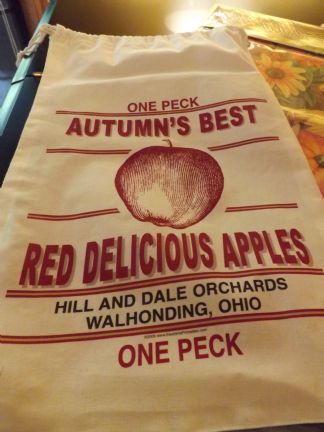 ONE PECK
AUTUMN'S BEST
RED DELICIOUS APPLES
HILL AND DALE ORCHARDS
WALHONDING, OHIO
ONE PECK